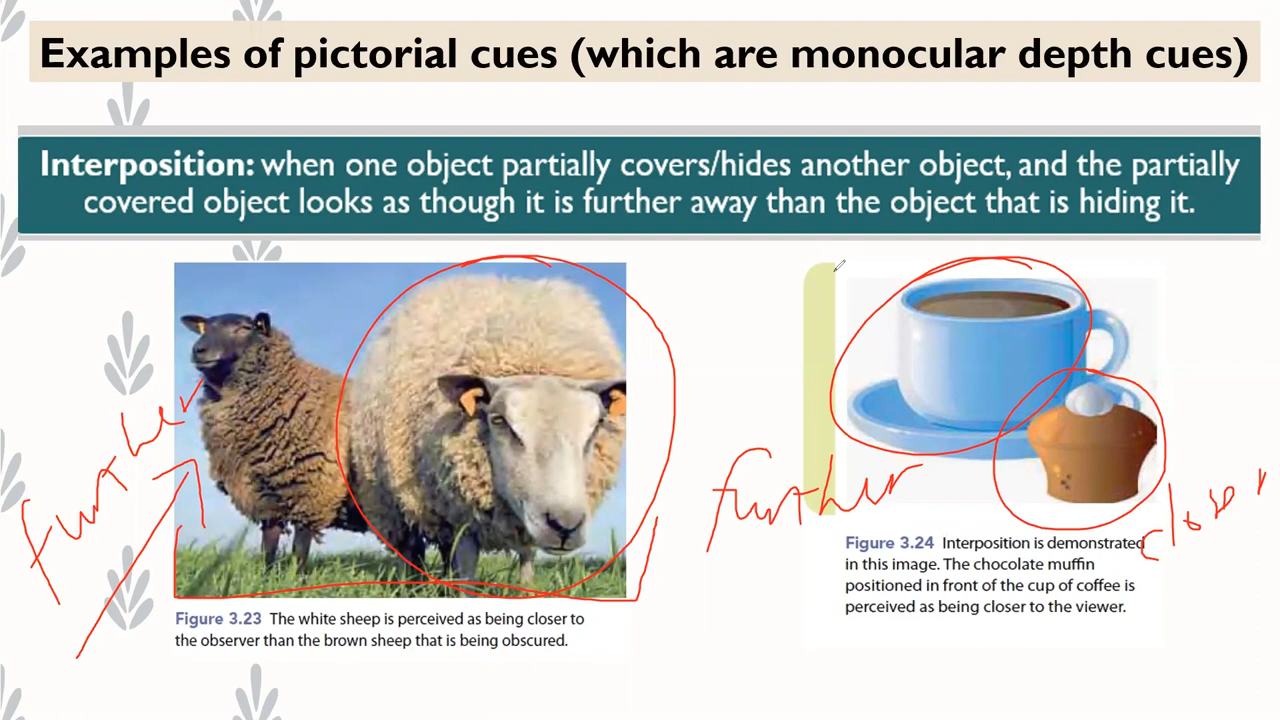 Examples of pictorial cues (which are monocular depth cues)
Interposition: when one object partially covers/hides another object, and the partially
covered object looks as though it is further away than the object that is hiding it.
further
further
closer
Figure 3.23 The white sheep is perceived as being closer to
the observer than the brown sheep that is being obscured.
Figure 3.24 Interposition is demonstrated
in this image. The chocolate muffin
positioned in front of the cup of coffee is
perceived as being closer to the viewer.